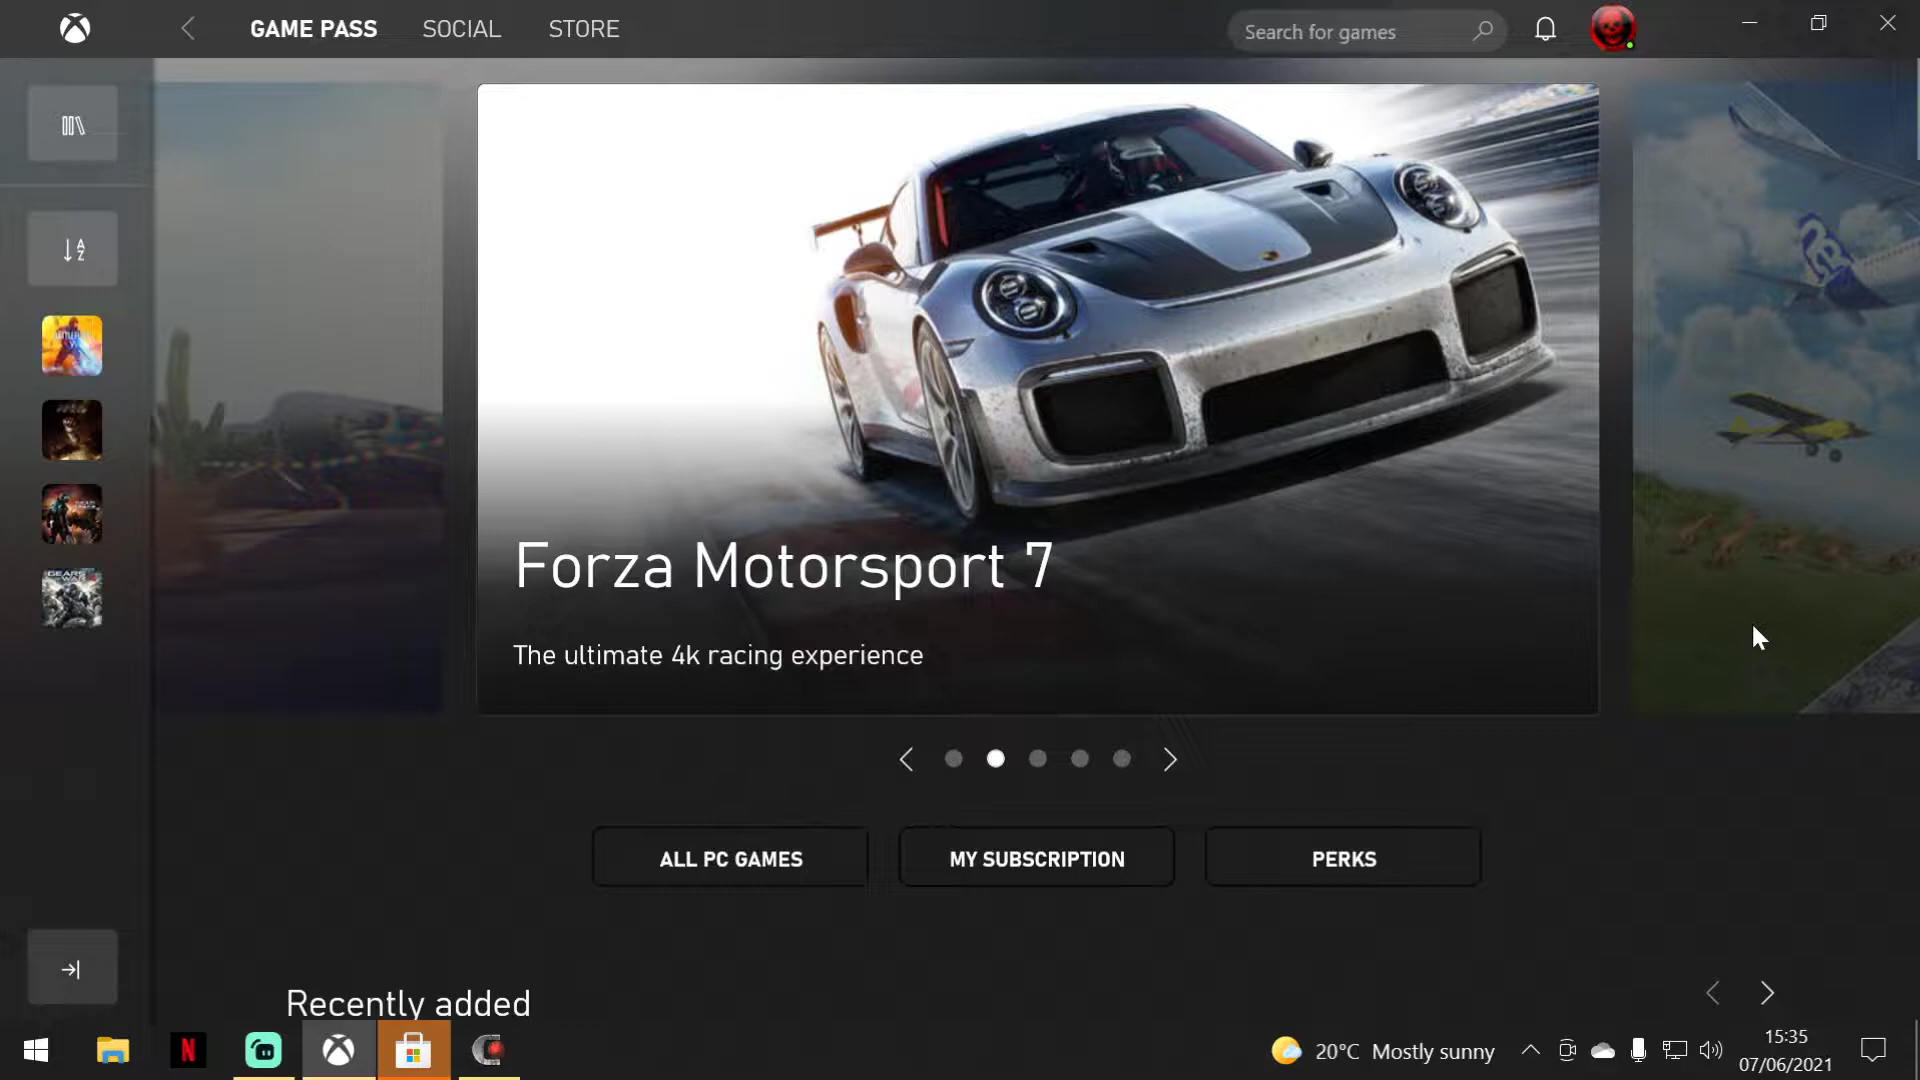 GAME PASS
SOCIAL
STORE
Search for games
Forza Motorsport 7
The ultimate 4k racing experience
ALL PC GAMES
MY SUBSCRIPTION
PERKS
Recently added
20°C Mostly sunny
15:35
07/06/2021